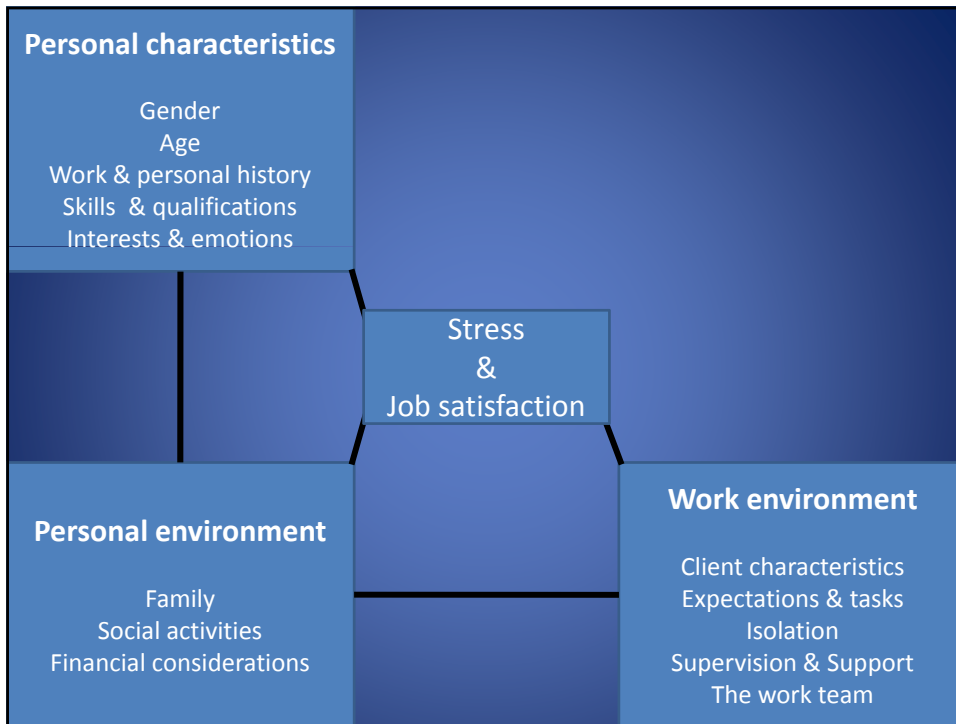 Personal characteristics
Gender
Age
Work & personal history
Skills & qualifications
Interests & emotions
Stress
&
Job satisfaction
Personal environment
Family
Social activities
Financial considerations
Work environment
Client characteristics
Expectations & tasks
Isolation
Supervision & Support
The work team